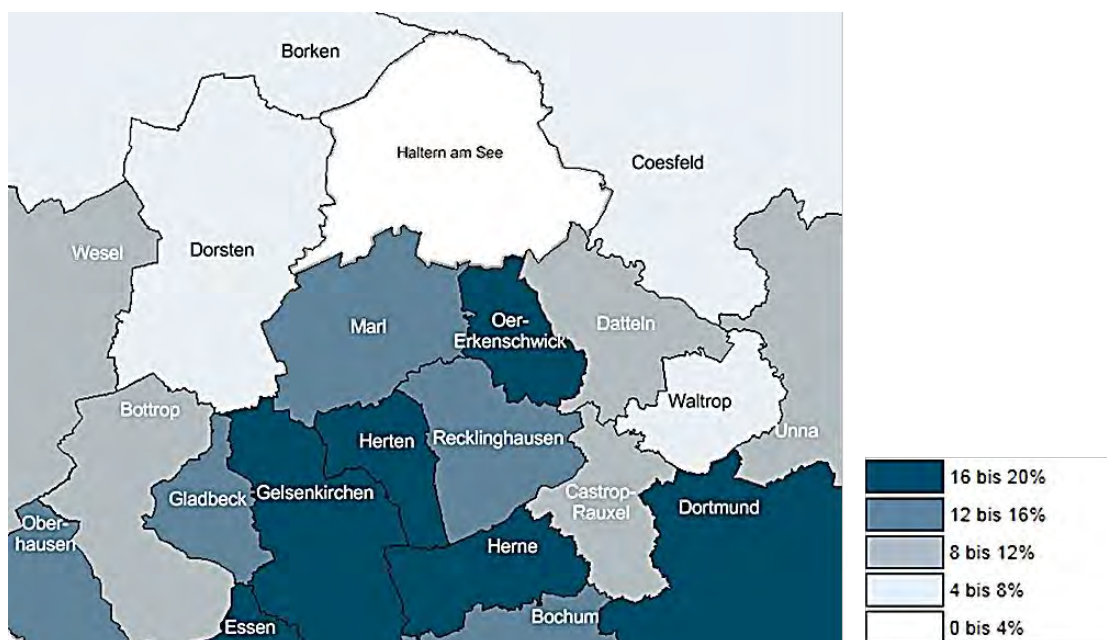 Borken
Haltern am See
Coesfeld
Wesel
Dorsten
Marl
Oer-
Erkenschwick
Datteln
Bottrop
Waltrop
Herten
Recklinghausen
Unna
Gladbeck
Gelsenkirchen
Castrop-
Rauxel
Dortmund
Ober-
hausen
Herne
Essen
Bochum
16 bis 20%
12 bis 16%
8 bis 12%
4 bis 8%
0 bis 4%